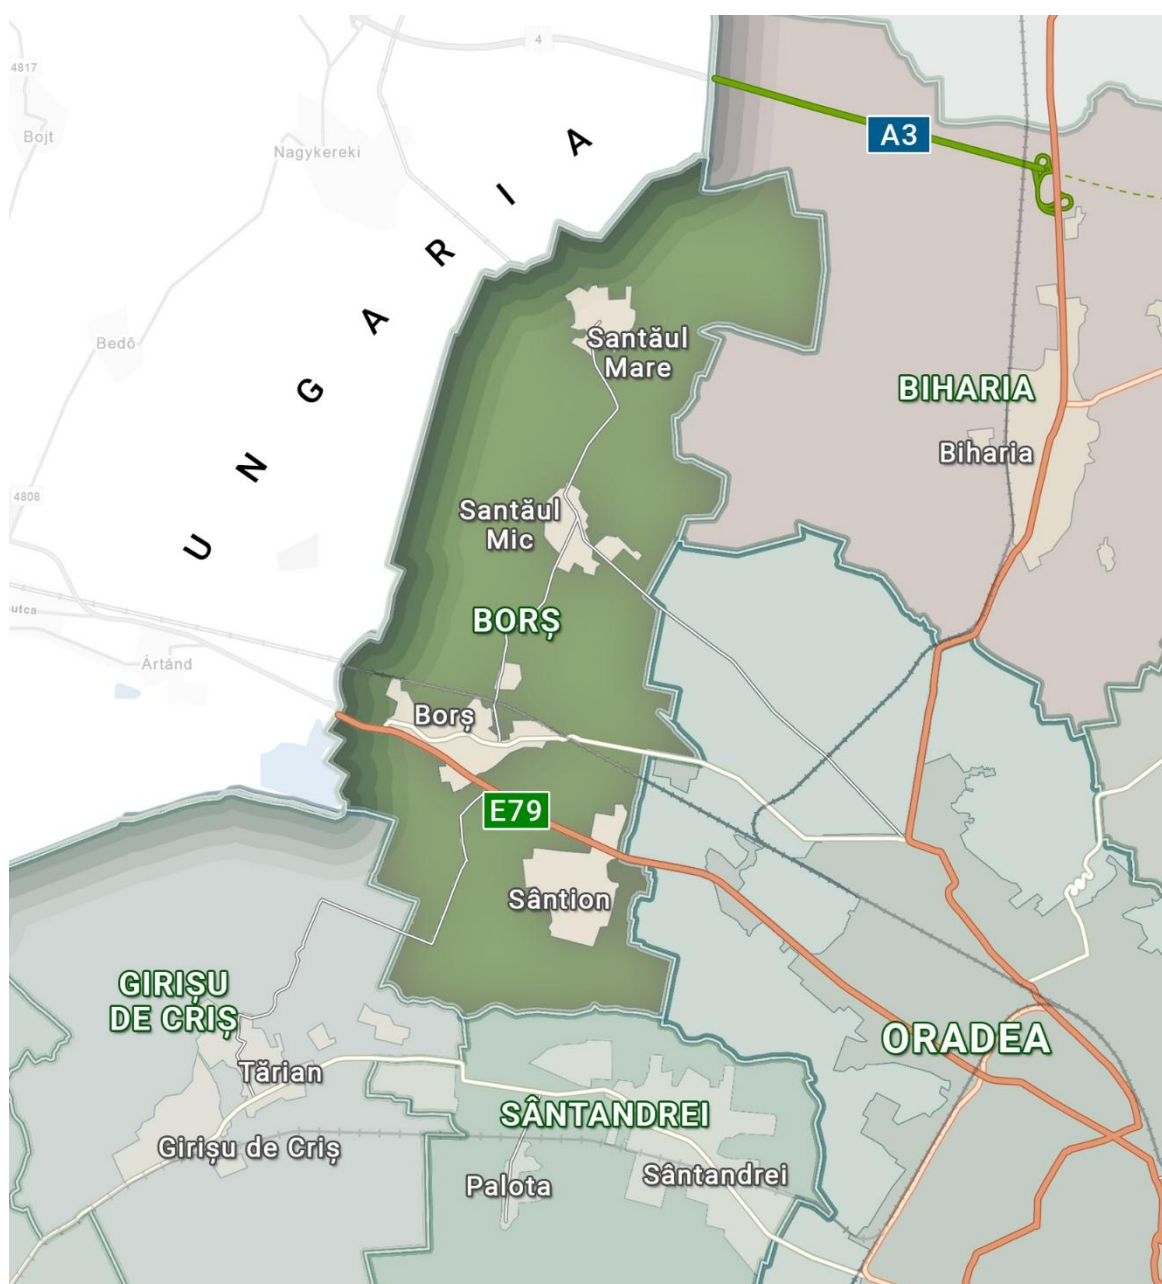 4
4817
A3
Bojt
Nagykereki
UNGARIA
Santăul
Mare
Bedő
BIHARIA
Biharia
4808
Santăul
Mic
utca
BORȘ
Ártánd
Borș
E79
Sântion
GIRIȘU
DE CRIȘ
ORADEA
Tărian
SÂNTANDREI
Girișu de Criș
Palota
Sântandrei